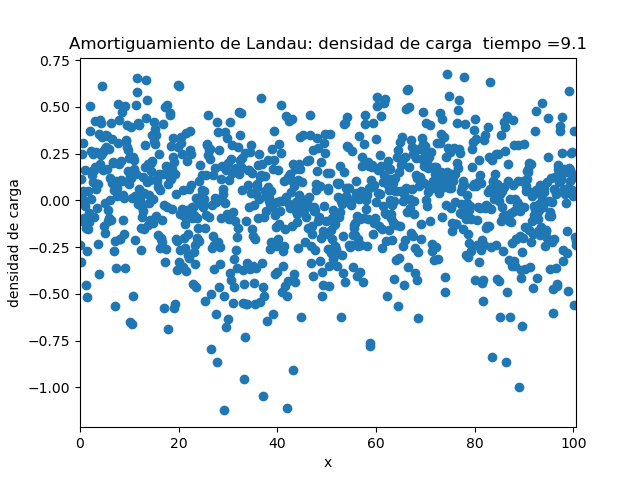 Amortiguamiento de Landau: densidad de carga  tiempo =9.1
0.75
0.50
0.25
0.00
−0.25
−0.50
−0.75
−1.00
densidad de carga
0 20 40 60 80 100
x